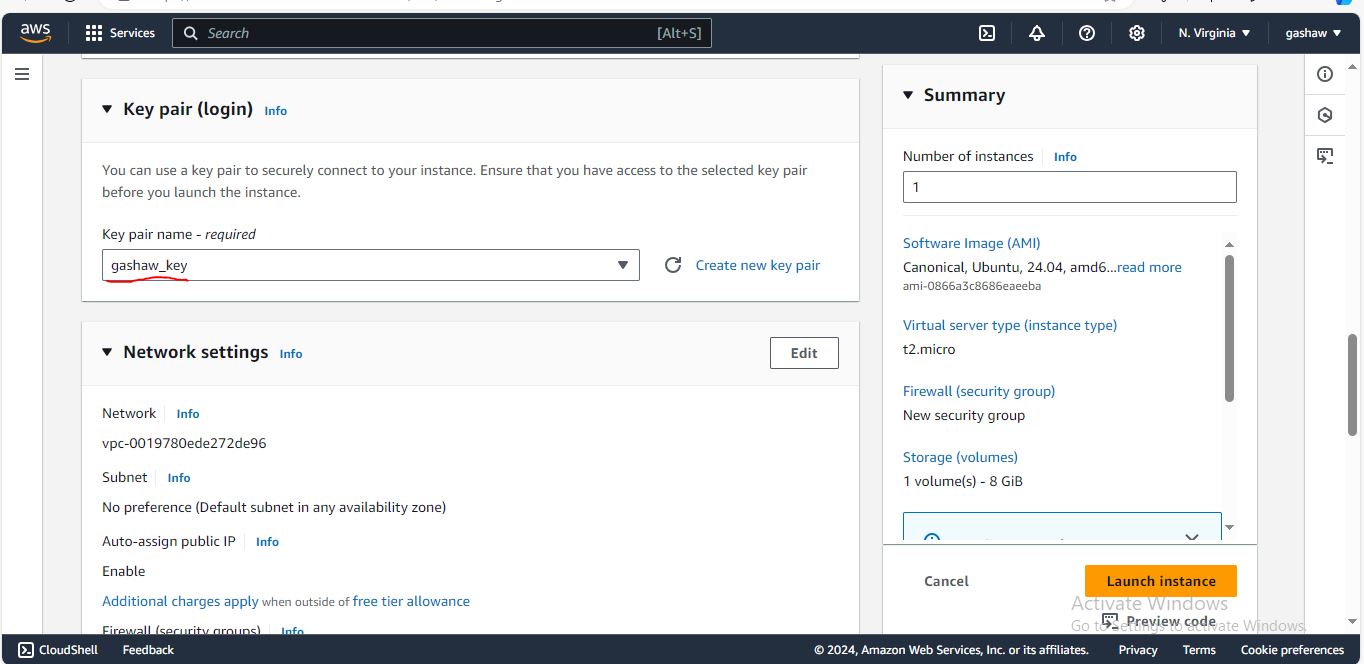 aws
Services
Search
[Alt+S]
N. Virginia
gashaw
Key pair (login)
Info
You can use a key pair to securely connect to your instance. Ensure that you have access to the selected key pair
before you launch the instance.
Key pair name - required
gashaw_key
Create new key pair
Network settings
Info
Edit
Network
Info
vpc-0019780ede272de96
Subnet
Info
No preference (Default subnet in any availability zone)
Auto-assign public IP
Info
Enable
Additional charges apply when outside of free tier allowance
Firewall (security groups)
Info
Summary
Number of instances
Info
1
Software Image (AMI)
Canonical, Ubuntu, 24.04, amd6...read more
ami-0866a3c8686eaeeba
Virtual server type (instance type)
t2.micro
Firewall (security group)
New security group
Storage (volumes)
1 volume(s) - 8 GiB
Cancel
Launch instance
Preview code
Activate Windows
Go to Settings to activate Windows.
CloudShell
Feedback
© 2024, Amazon Web Services, Inc. or its affiliates.
Privacy
Terms
Cookie preferences